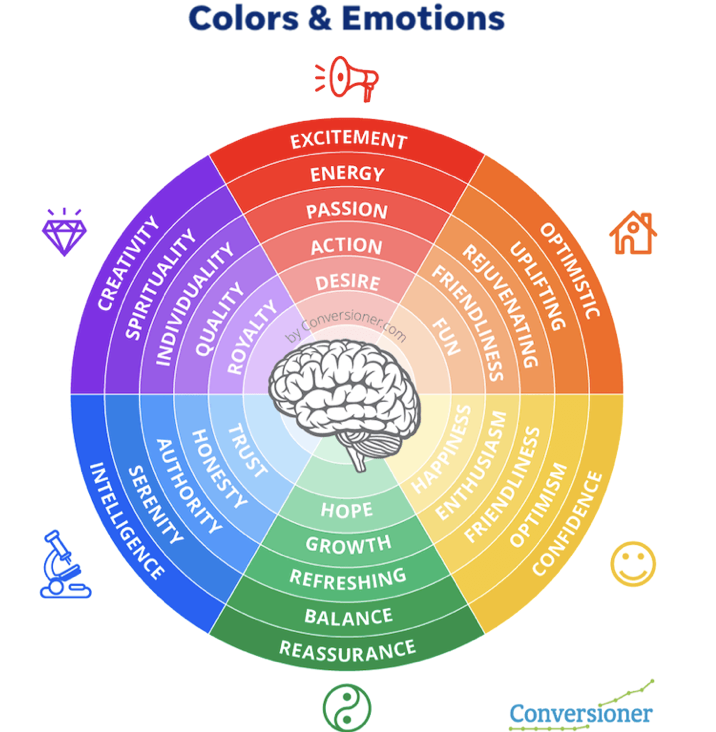 Colors & Emotions
EXCITEMENT
ENERGY
PASSION
ACTION
DESIRE
by Conversioner.com
OPTIMISTIC
UPLIFTING
REJUVENATING
FRIENDLINESS
FUN
CONFIDENCE
OPTIMISM
FRIENDLINESS
ENTHUSIASM
HAPPINESS
HOPE
GROWTH
REFRESHING
BALANCE
REASSURANCE
INTELLIGENCE
SERENITY
AUTHORITY
HONESTY
TRUST
CREATIVITY
SPIRITUALITY
INDIVIDUALITY
QUALITY
ROYALTY
Conversioner